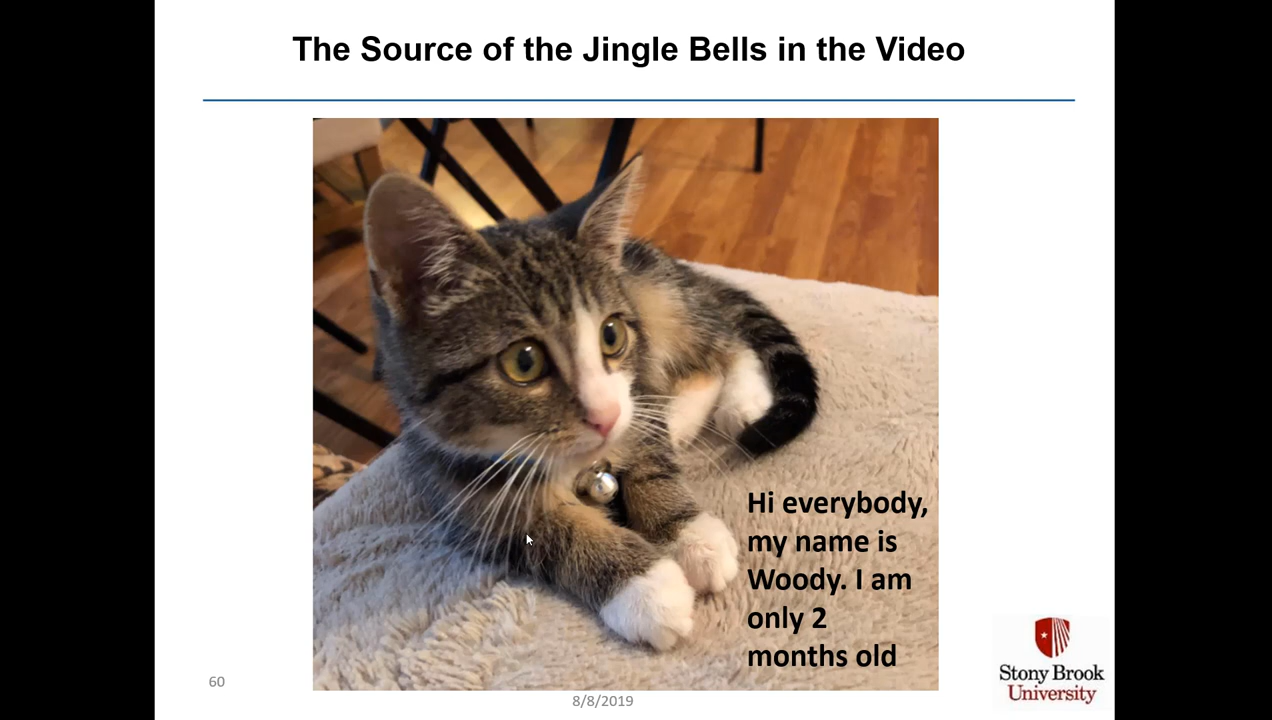 The Source of the Jingle Bells in the Video
Hi everybody,
my name is
Woody. I am
only 2
months old
60
8/8/2019
Stony Brook
University